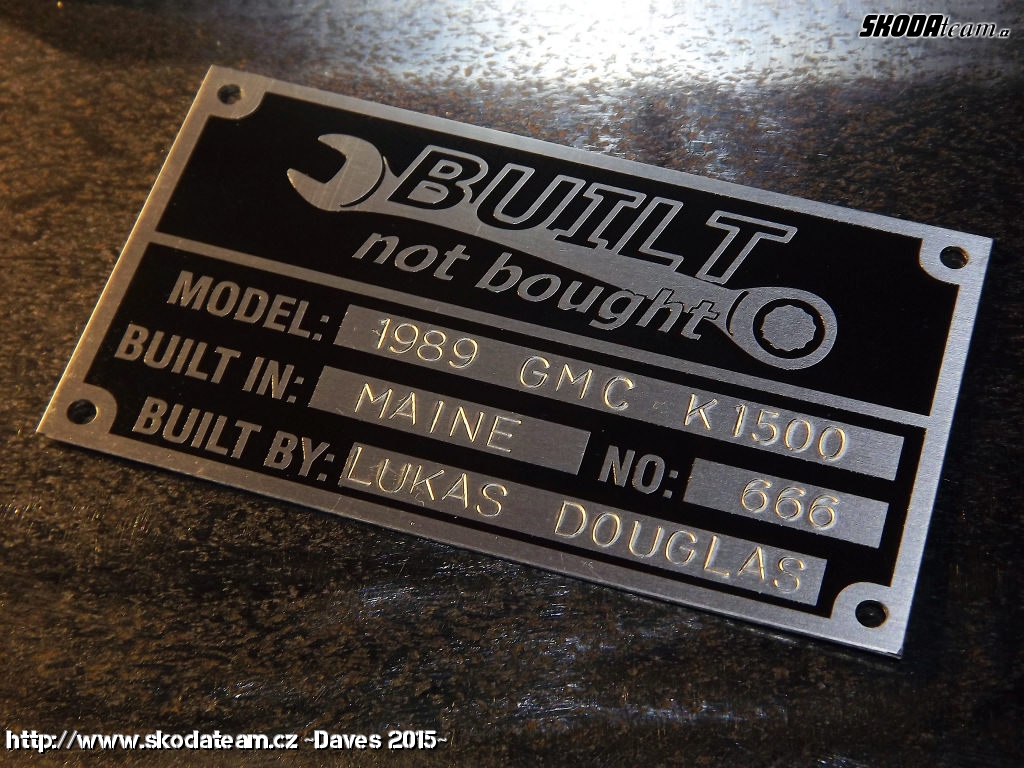 SKODAteam.cz
BUILT
not bought
MODEL: 1989 GMC K1500
BUILT IN: MAINE NO: 666
BUILT BY: LUKAS DOUGLAS
http://www.skodateam.cz ~Daves 2015~